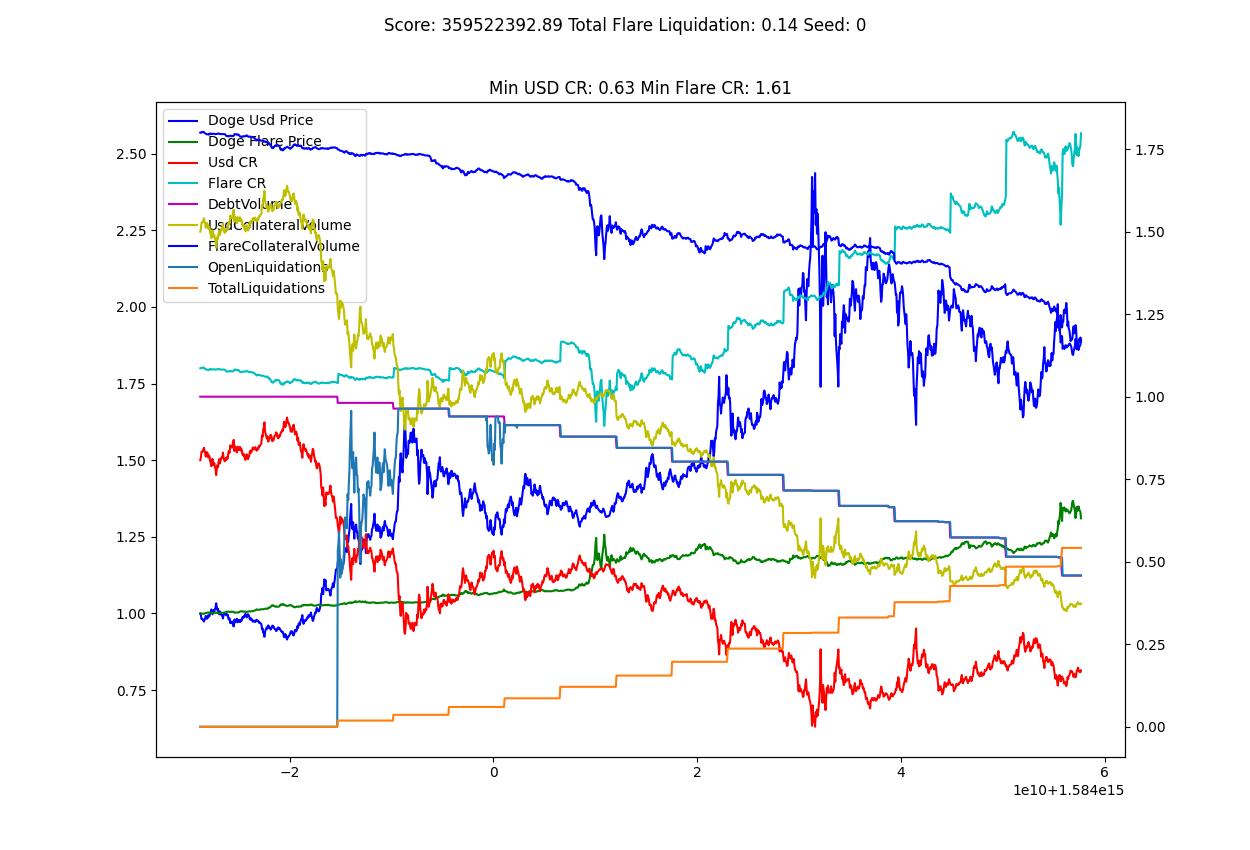 Score: 359522392.89 Total Flare Liquidation: 0.14 Seed: 0
Min USD CR: 0.63 Min Flare CR: 1.61
Doge Usd Price
Doge Flare Price
Usd CR
Flare CR
DebtVolume
UsdCollateralVolume
FlareCollateralVolume
OpenLiquidations
TotalLiquidations
2.50
2.25
2.00
1.75
1.50
1.25
1.00
0.75
1.75
1.50
1.25
1.00
0.75
0.50
0.25
0.00
−2 0 2 4 6
1e10+1.584e15